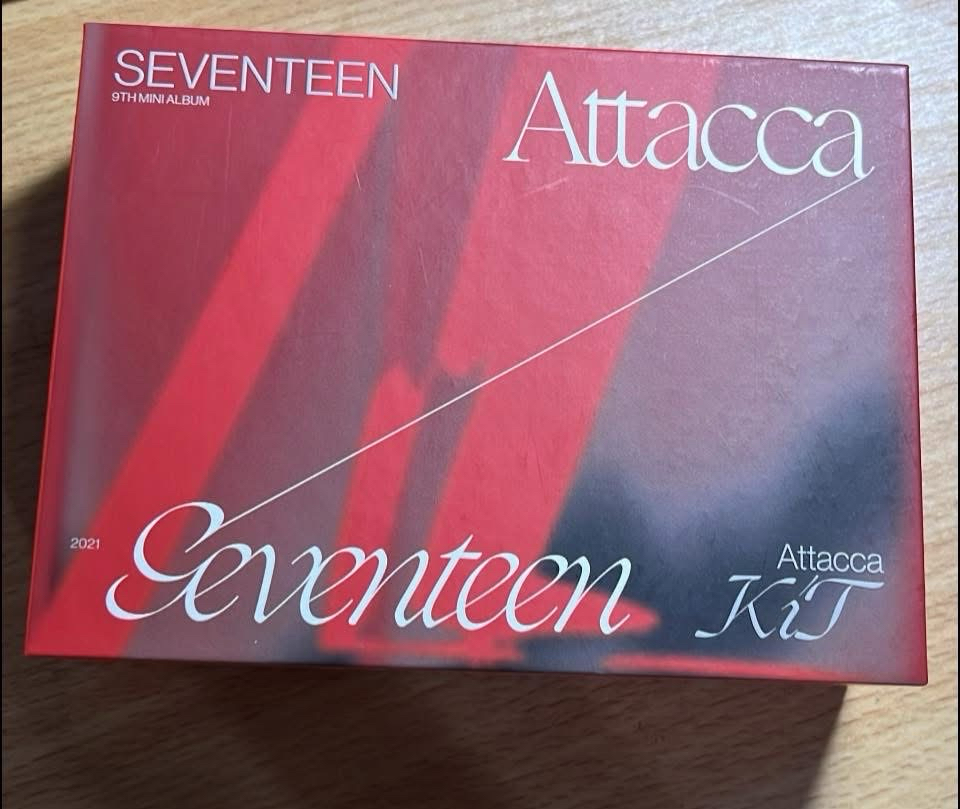 SEVENTEEN
9TH MINI ALBUM
Attacca
2021
Seventeen
Attacca
KiT